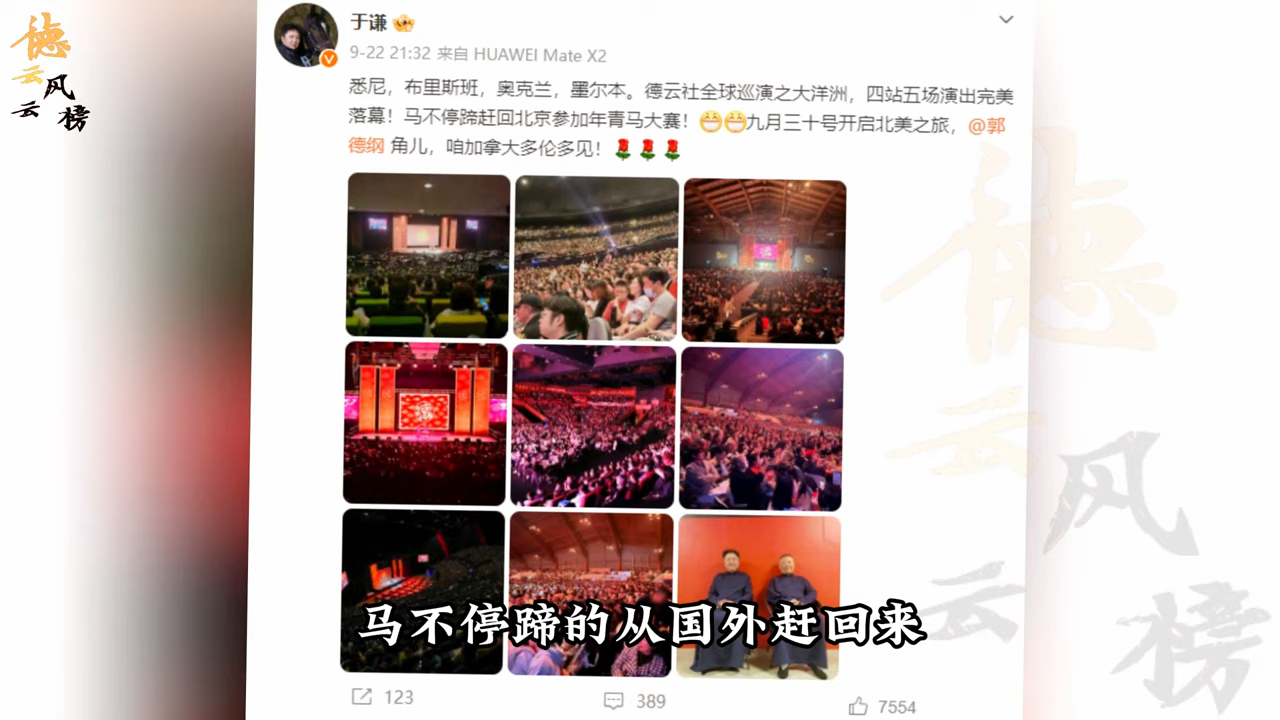 德
云
云
风
榜
于谦
9-22 21:32 来自 HUAWEI Mate X2
悉尼，布里斯班，奥克兰，墨尔本。德云社全球巡演之大洋洲，四站五场演出完美
落幕！马不停蹄赶回北京参加年青马大赛！😁😁九月三十号开启北美之旅，@郭
德纲 角儿，咱加拿大多伦多见！🌹🌹🌹
马不停蹄的从国外赶回来
123
389
7554
德
云
风
云
榜